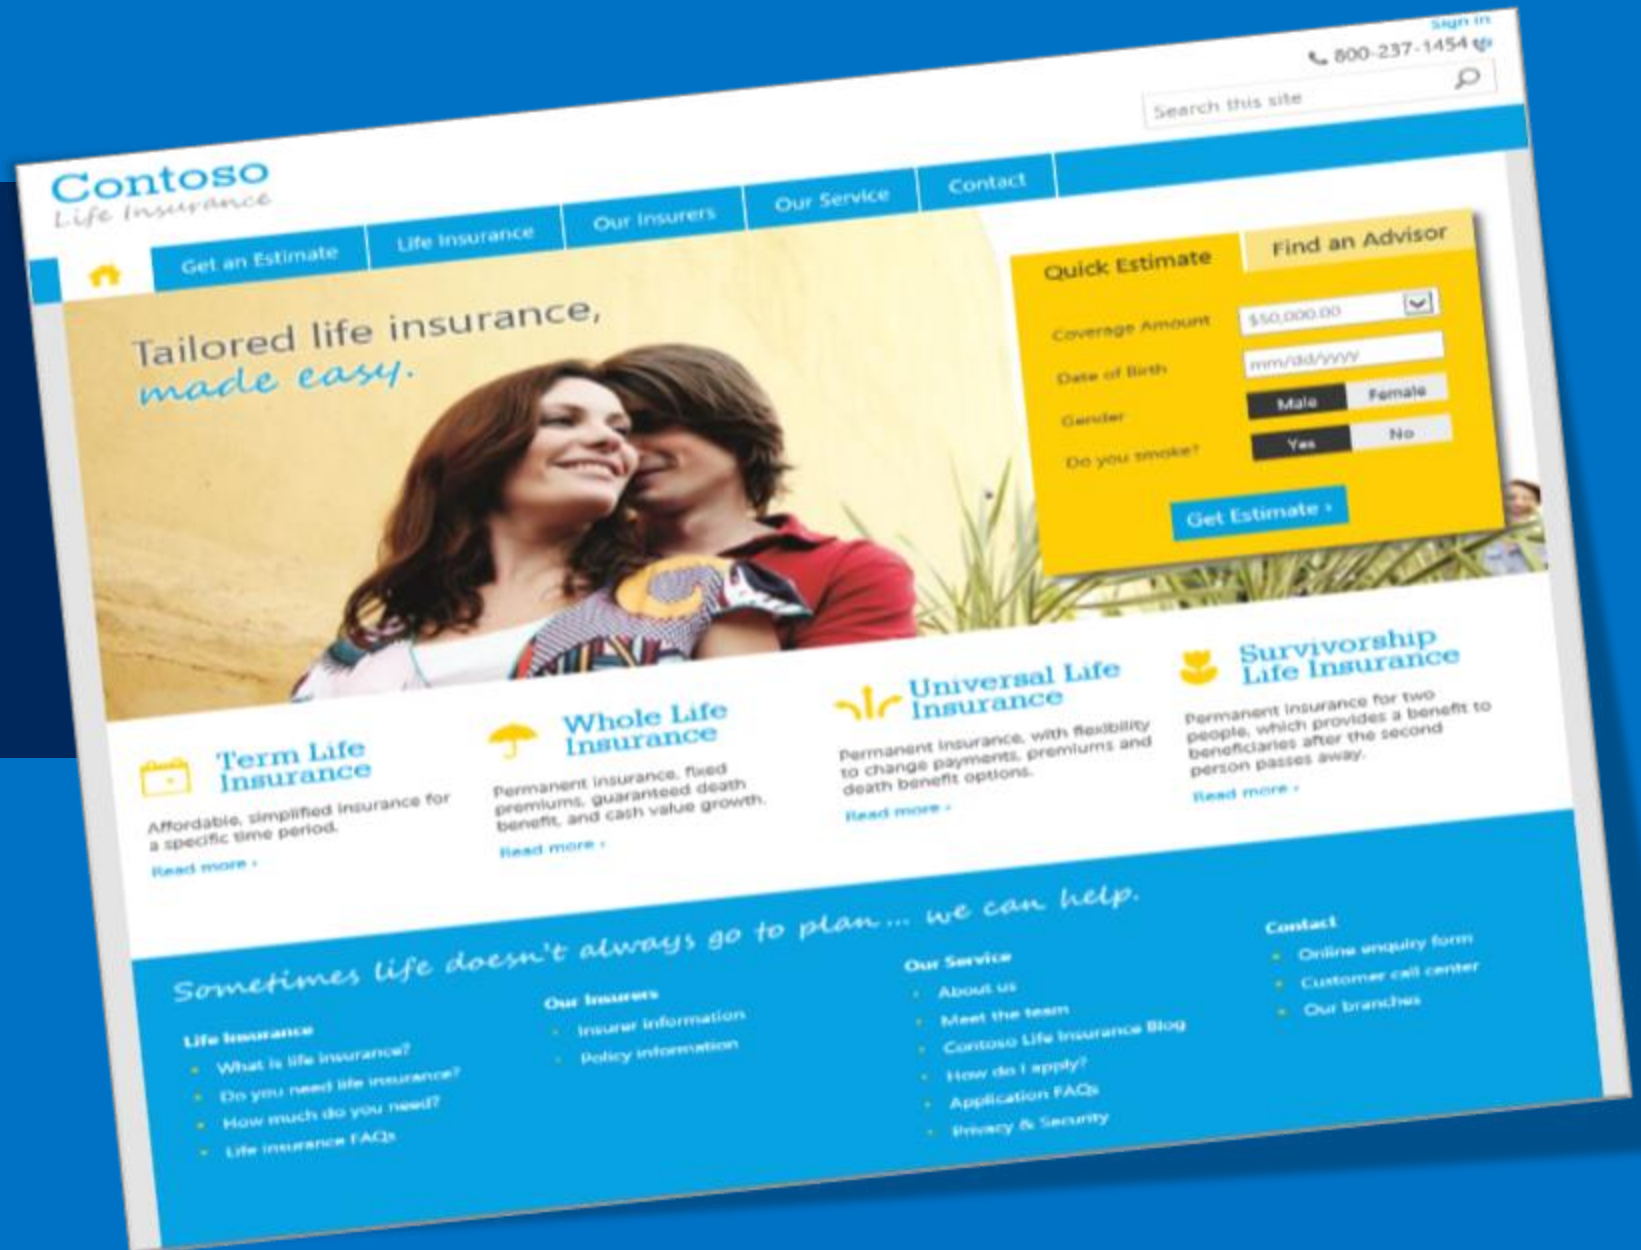 Sign in
800-237-1454
Search this site
Contoso
Life Insurance
Get an Estimate
Life Insurance
Our Insurers
Our Service
Contact
Tailored life insurance,
made easy.
Quick Estimate
Find an Advisor
Coverage Amount
$50,000.00
Date of Birth
mm/dd/yyyy
Gender
Male
Female
Do you smoke?
Yes
No
Get Estimate ›
Term Life
Insurance
Affordable, simplified insurance for
a specific time period.
Read more ›
Whole Life
Insurance
Permanent insurance, fixed
premiums, guaranteed death
benefit, and cash value growth.
Read more ›
Universal Life
Insurance
Permanent insurance, with flexibility
to change payments, premiums and
death benefit options.
Read more ›
Survivorship
Life Insurance
Permanent insurance for two
people, which provides a benefit to
beneficiaries after the second
person passes away.
Read more ›
Sometimes life doesn't always go to plan... we can help.
Life Insurance
What is life insurance?
Do you need life insurance?
How much do you need?
Life insurance FAQs
Our Insurers
Insurer information
Policy information
Our Service
About us
Meet the team
Contoso Life Insurance Blog
How do I apply?
Application FAQs
Privacy & Security
Contact
Online enquiry form
Customer call center
Our branches